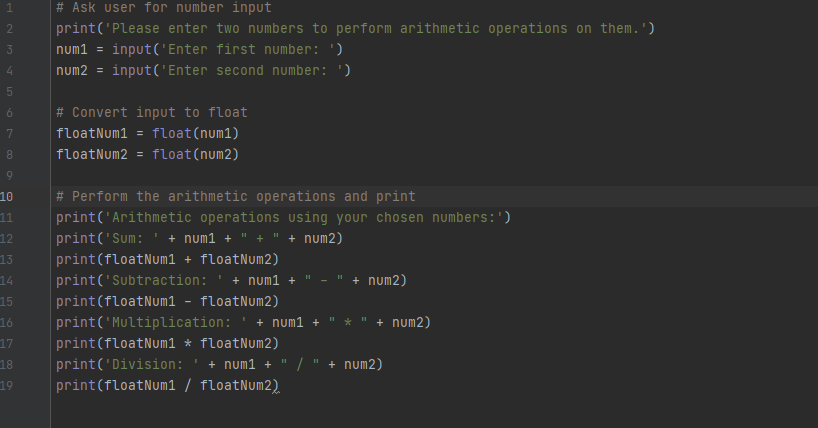 1 # Ask user for number input
2 print('Please enter two numbers to perform arithmetic operations on them.')
3 num1 = input('Enter first number: ')
4 num2 = input('Enter second number: ')
5
6 # Convert input to float
7 floatNum1 = float(num1)
8 floatNum2 = float(num2)
9
10 # Perform the arithmetic operations and print
11 print('Arithmetic operations using your chosen numbers:')
12 print('Sum: ' + num1 + " + " + num2)
13 print(floatNum1 + floatNum2)
14 print('Subtraction: ' + num1 + " - " + num2)
15 print(floatNum1 - floatNum2)
16 print('Multiplication: ' + num1 + " * " + num2)
17 print(floatNum1 * floatNum2)
18 print('Division: ' + num1 + " / " + num2)
19 print(floatNum1 / floatNum2)